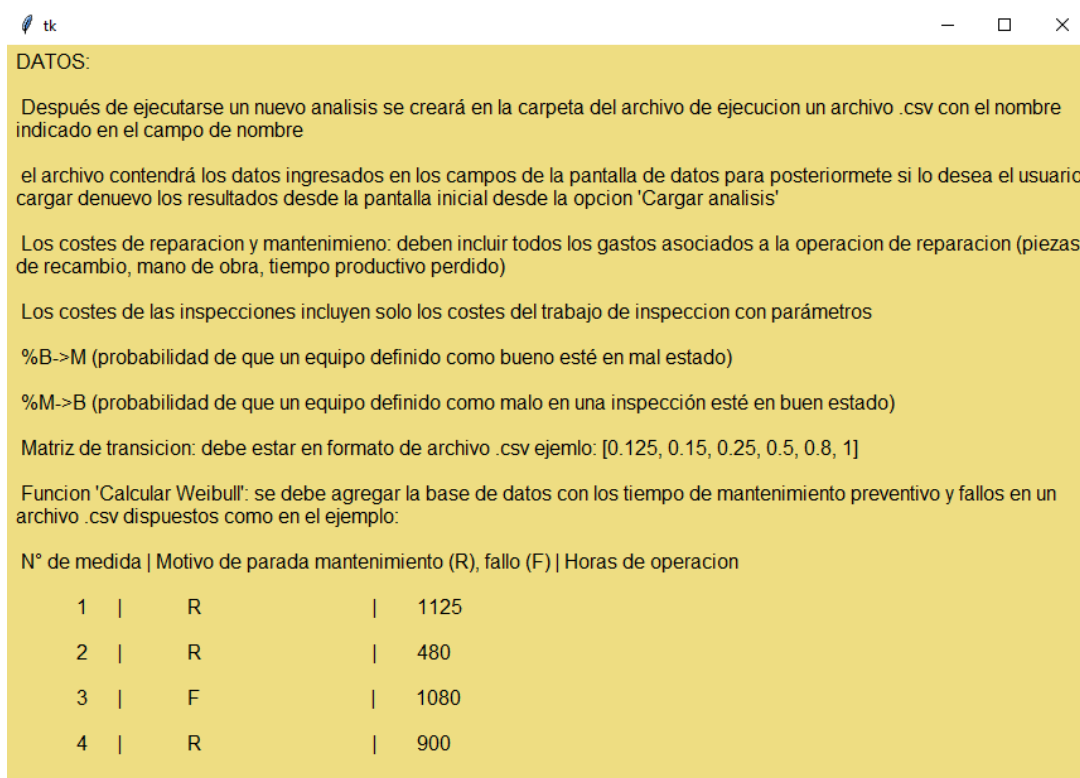 tk
DATOS:
Después de ejecutarse un nuevo analisis se creará en la carpeta del archivo de ejecucion un archivo .csv con el nombre
indicado en el campo de nombre
el archivo contendrá los datos ingresados en los campos de la pantalla de datos para posteriormete si lo desea el usuario
cargar denuevo los resultados desde la pantalla inicial desde la opcion 'Cargar analisis'
Los costes de reparacion y mantenimieno: deben incluir todos los gastos asociados a la operacion de reparacion (piezas
de recambio, mano de obra, tiempo productivo perdido)
Los costes de las inspecciones incluyen solo los costes del trabajo de inspeccion con parámetros
%B->M (probabilidad de que un equipo definido como bueno esté en mal estado)
%M->B (probabilidad de que un equipo definido como malo en una inspección esté en buen estado)
Matriz de transicion: debe estar en formato de archivo .csv ejemlo: [0.125, 0.15, 0.25, 0.5, 0.8, 1]
Funcion 'Calcular Weibull': se debe agregar la base de datos con los tiempo de mantenimiento preventivo y fallos en un
archivo .csv dispuestos como en el ejemplo:
N° de medida | Motivo de parada mantenimiento (R), fallo (F) | Horas de operacion
1 | R | 1125
2 | R | 480
3 | F | 1080
4 | R | 900